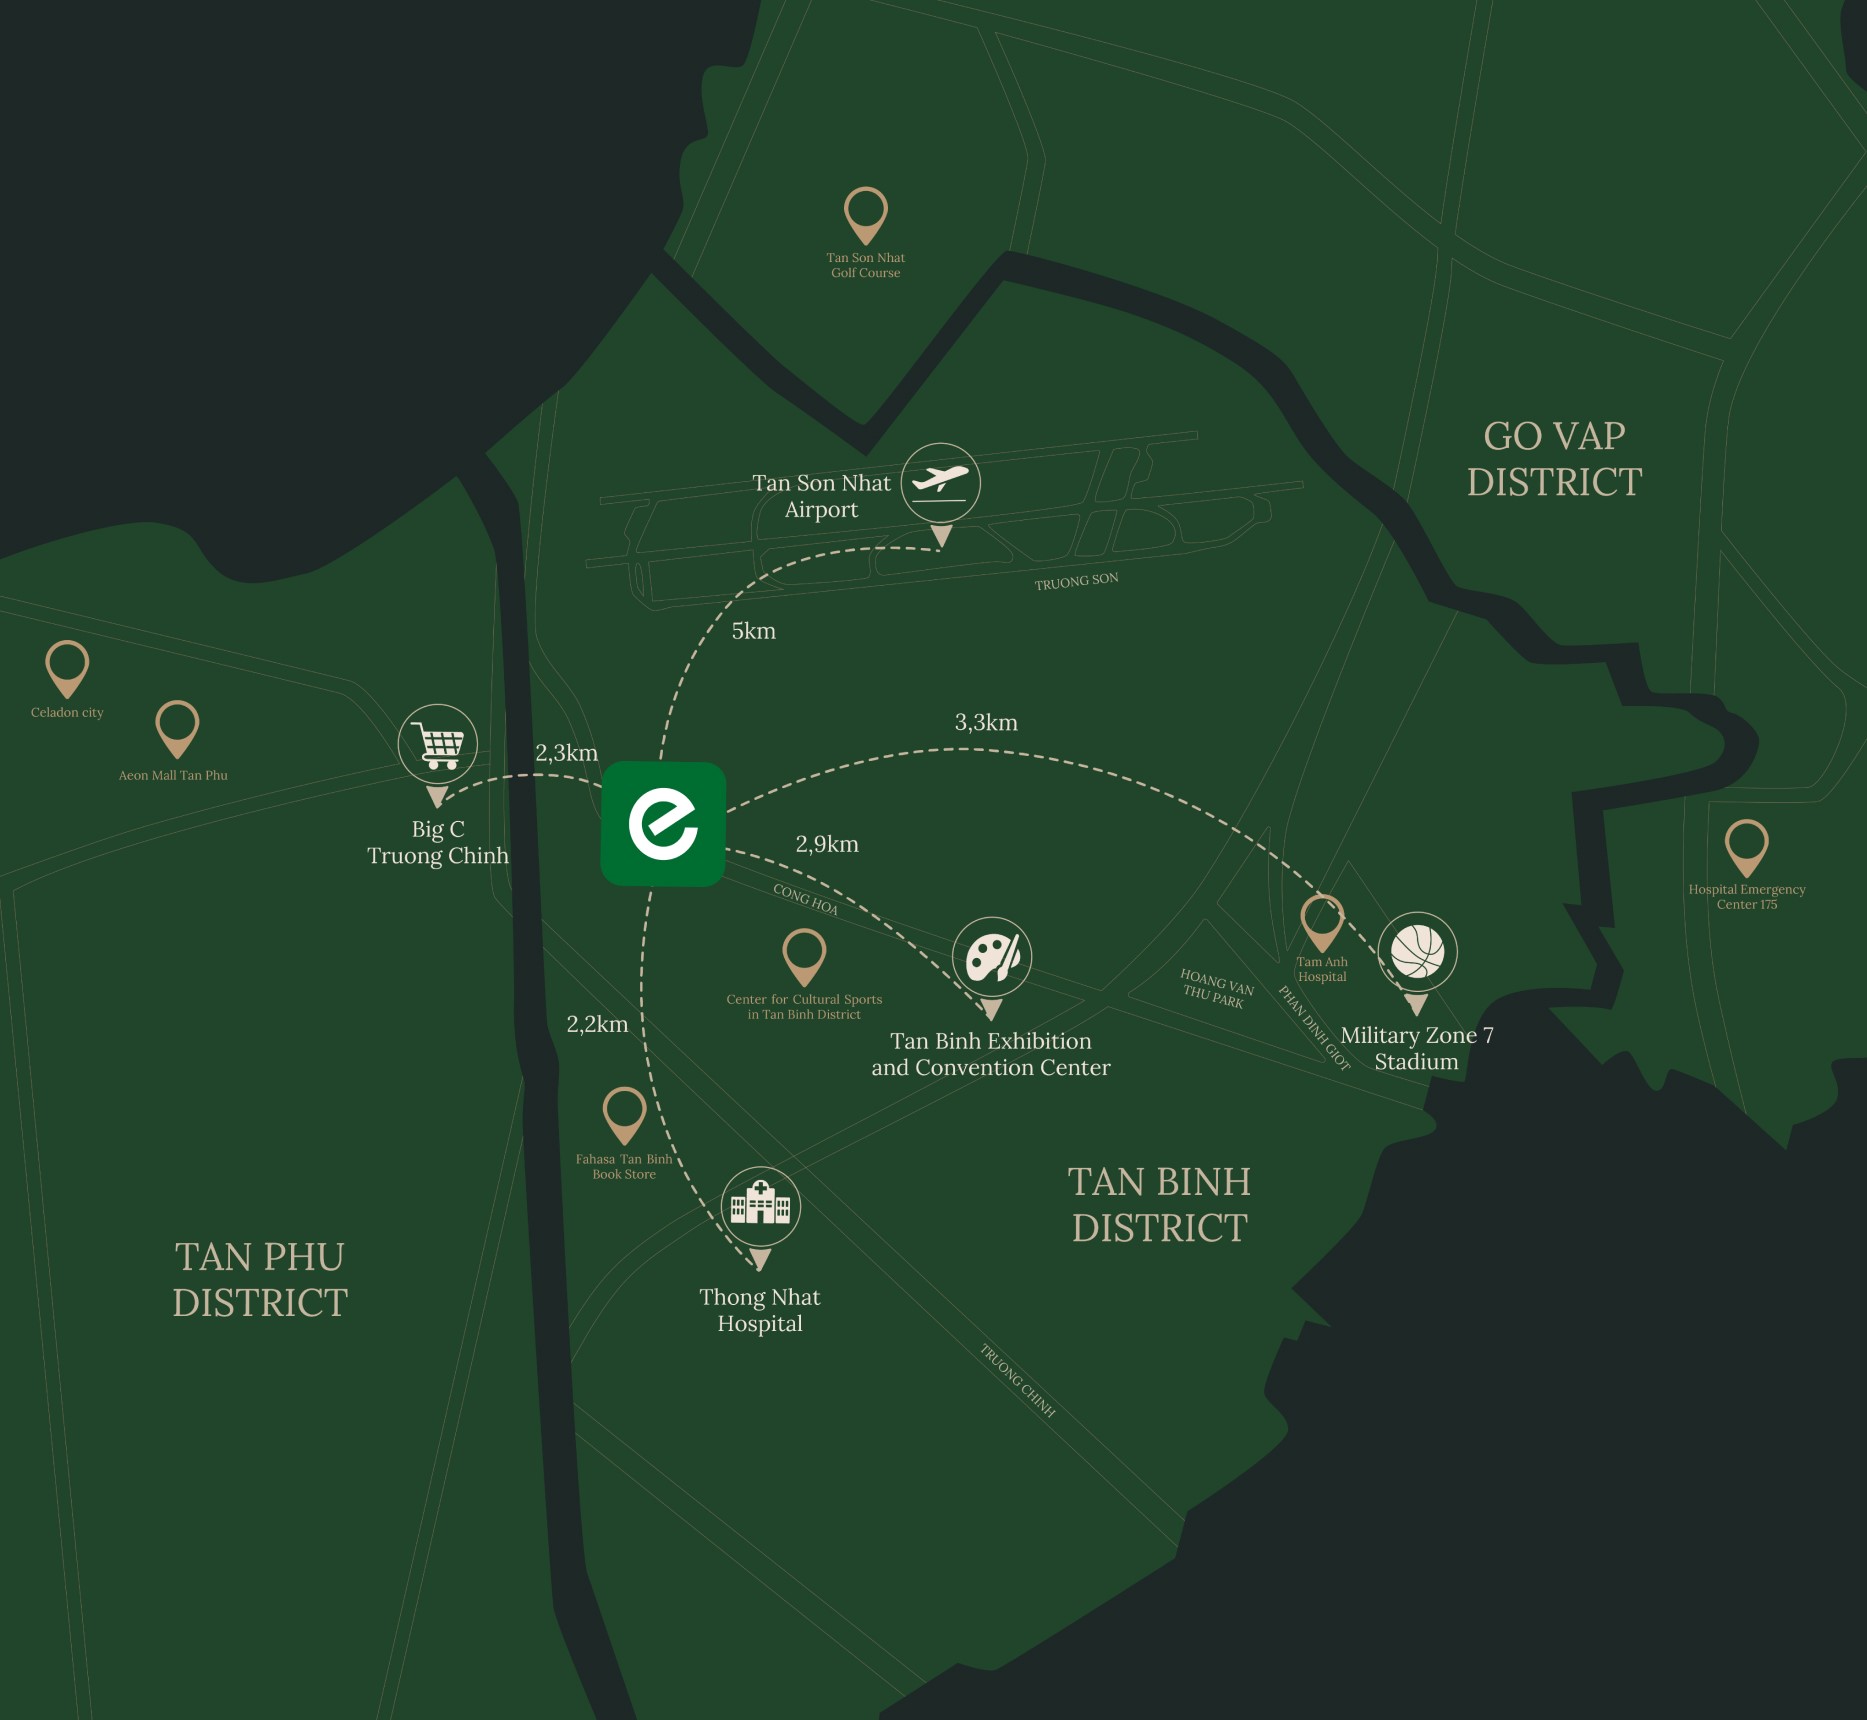 Tan Son Nhat
Golf Course
GO VAP
DISTRICT
Tan Son Nhat
Airport
TRUONG SON
5km
Celadon city
Aeon Mall Tan Phu
3,3km
2,3km
Big C
Truong Chinh
e
2,9km
CONG HOA
Hospital Emergency
Center 175
Tam Anh
Hospital
HOANG VAN
THU PARK
PHAN DINH GIOT
Center for Cultural Sports
in Tan Binh District
2,2km
Tan Binh Exhibition
and Convention Center
Military Zone 7
Stadium
Fahasa Tan Binh
Book Store
TAN BINH
DISTRICT
TAN PHU
DISTRICT
Thong Nhat
Hospital
TRUONG CHINH